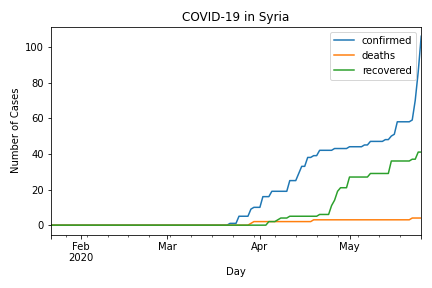 COVID-19 in Syria
confirmed
deaths
recovered
Number of Cases
100
80
60
40
20
0
Feb
2020
Mar
Apr
May
Day